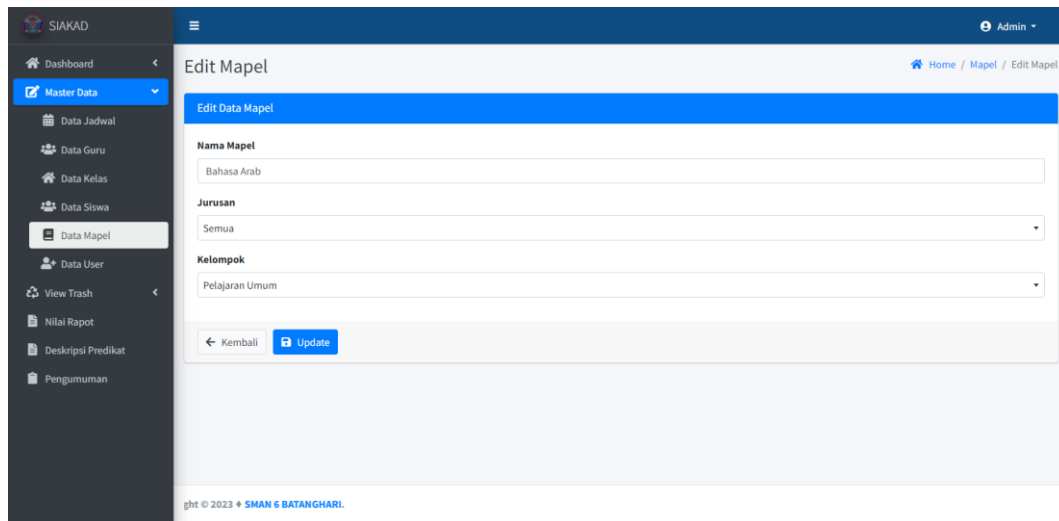 SIAKAD
Admin
Dashboard
Master Data
Data Jadwal
Data Guru
Data Kelas
Data Siswa
Data Mapel
Data User
View Trash
Nilai Rapot
Deskripsi Predikat
Pengumuman
Edit Mapel
Home / Mapel / Edit Mapel
Edit Data Mapel
Nama Mapel
Bahasa Arab
Jurusan
Semua
Kelompok
Pelajaran Umum
Kembali
Update
ght © 2023 ♦ SMAN 6 BATANGHARI.